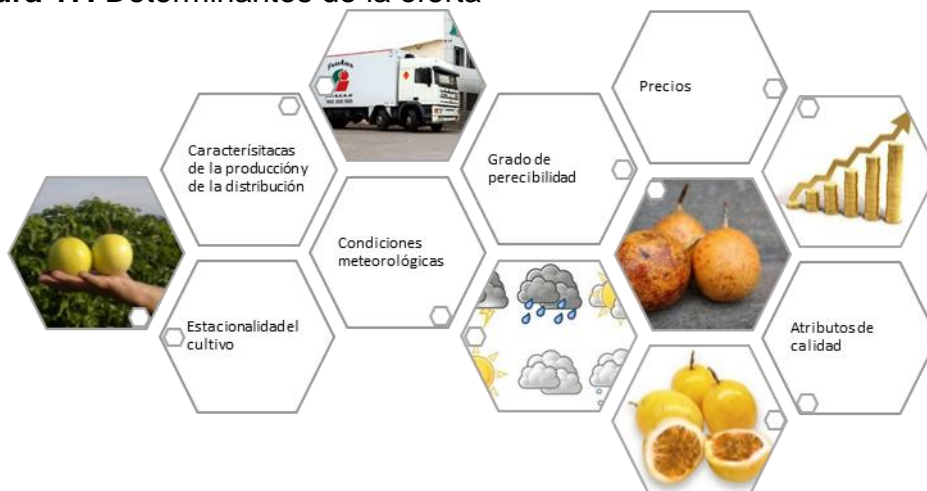 Determinantes de la oferta
Precios
Caracterísitacas
de la producción y
de la distribución
Grado de
perecibilidad
Condiciones
meteorológicas
Estacionalidad del
cultivo
Atributos de
calidad